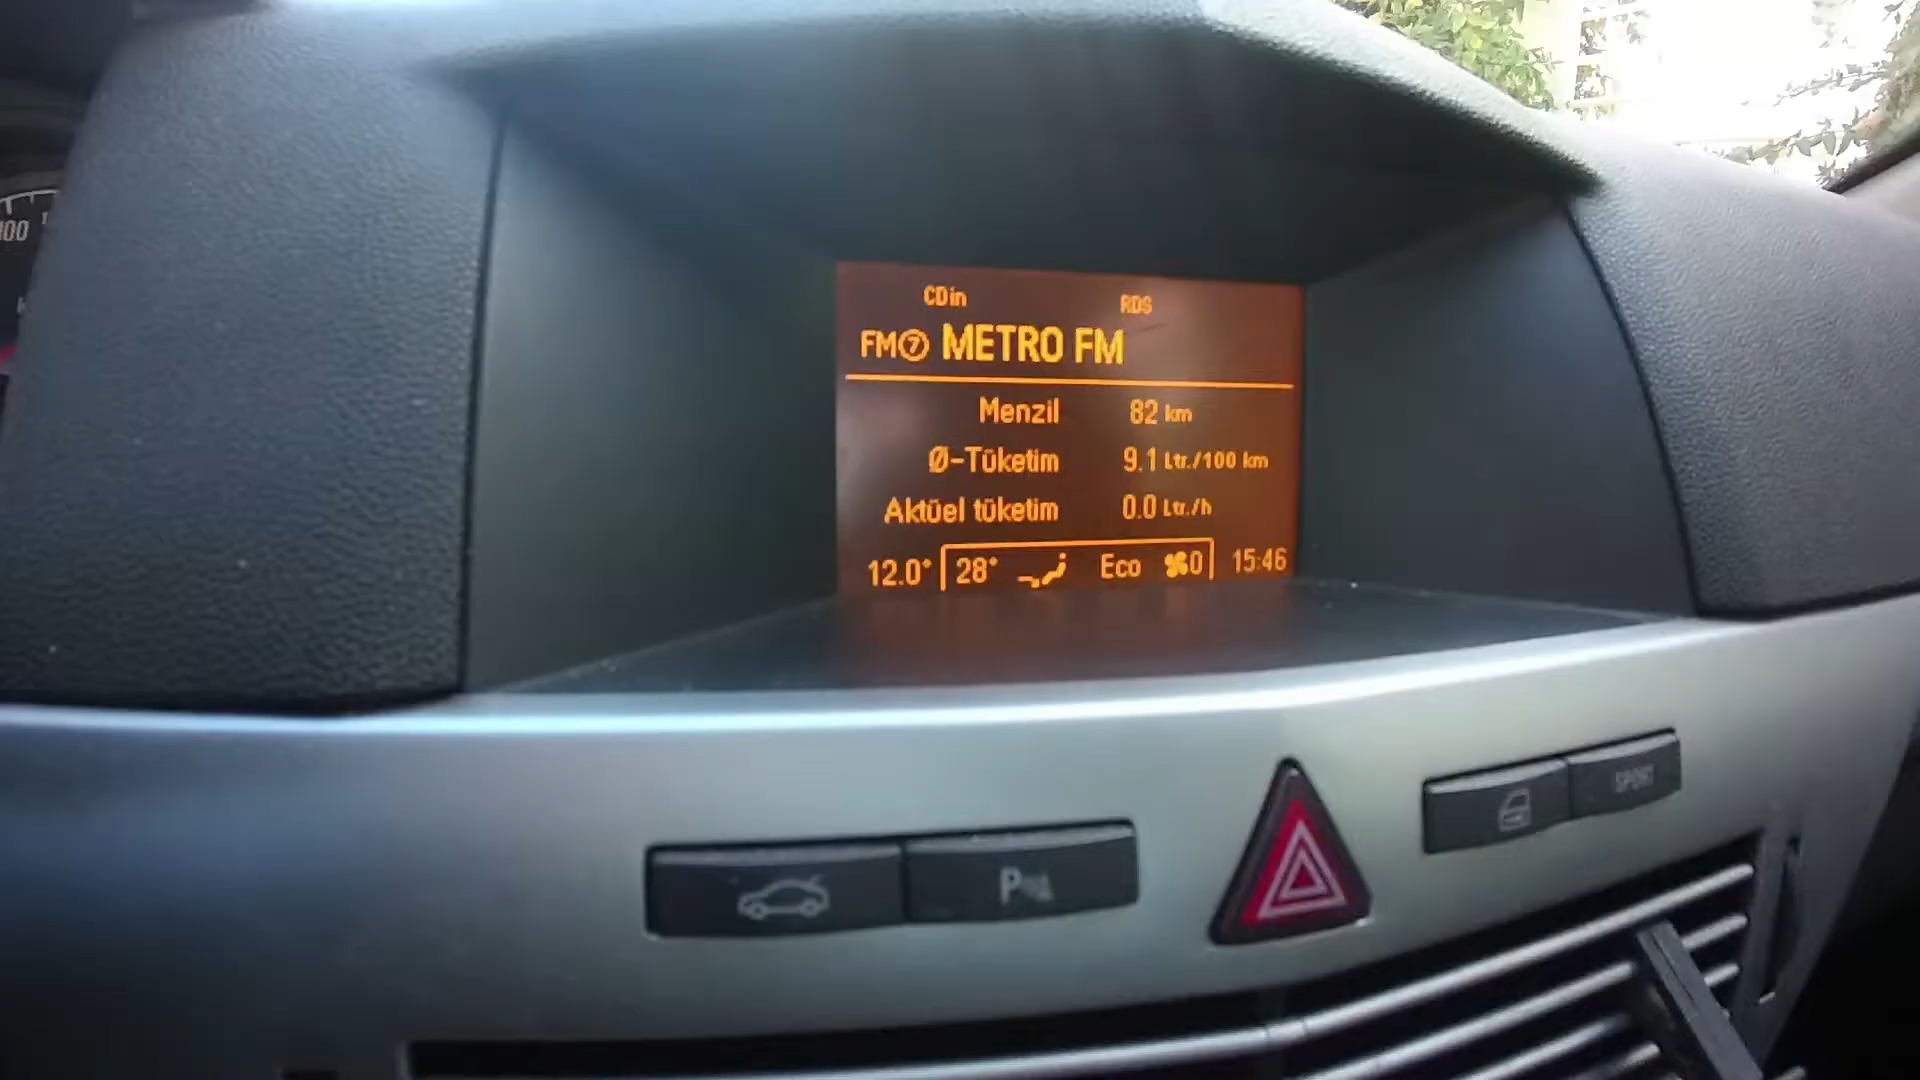 CDin RDS
FM⑦ METRO FM
Menzil 82 km
Ø-Tüketim 9.1 Ltr./100 km
Aktüel tüketim 0.0 Ltr./h
12.0° 28° Eco 0 15:46
100
SPORT
P